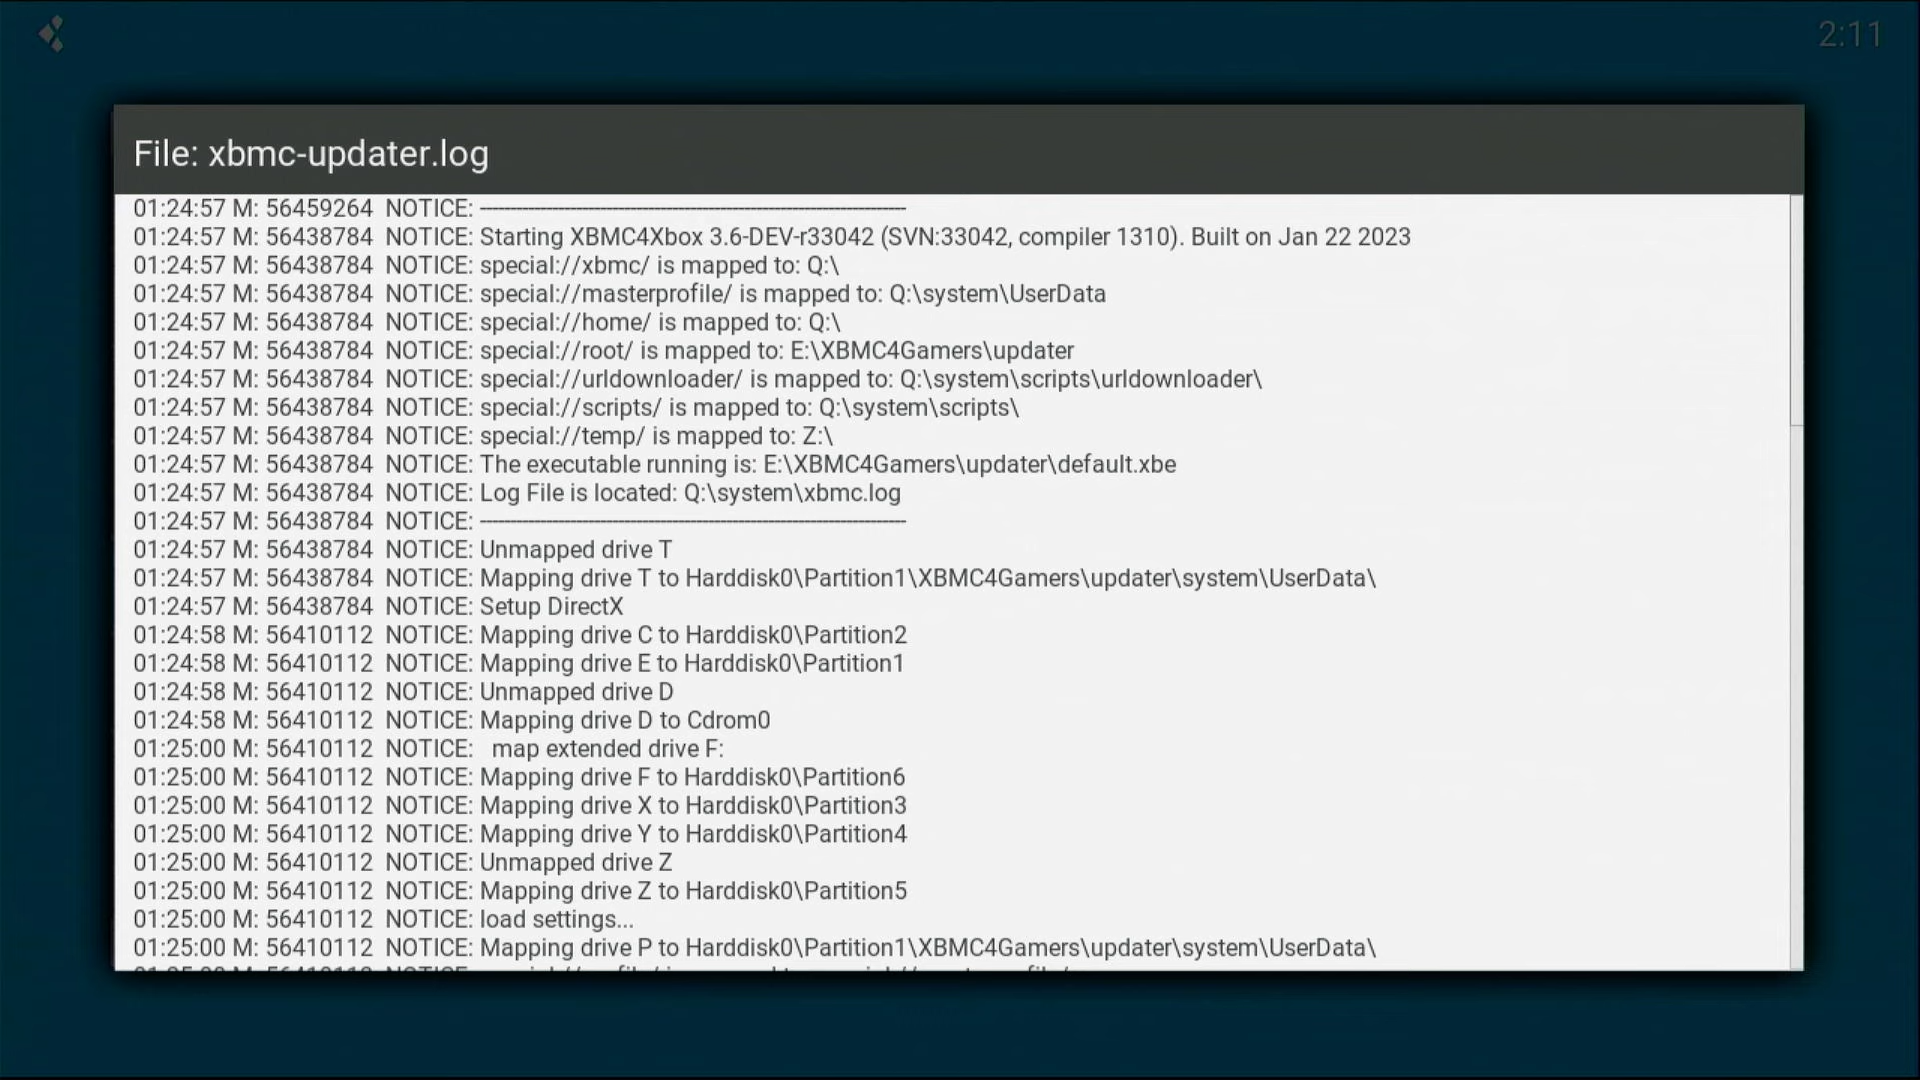 2:11
File: xbmc-updater.log
01:24:57 M: 56459264 NOTICE: -----------------------------------------------------------------------
01:24:57 M: 56438784 NOTICE: Starting XBMC4Xbox 3.6-DEV-r33042 (SVN:33042, compiler 1310). Built on Jan 22 2023
01:24:57 M: 56438784 NOTICE: special://xbmc/ is mapped to: Q:\
01:24:57 M: 56438784 NOTICE: special://masterprofile/ is mapped to: Q:\system\UserData
01:24:57 M: 56438784 NOTICE: special://home/ is mapped to: Q:\
01:24:57 M: 56438784 NOTICE: special://root/ is mapped to: E:\XBMC4Gamers\updater
01:24:57 M: 56438784 NOTICE: special://urldownloader/ is mapped to: Q:\system\scripts\urldownloader\
01:24:57 M: 56438784 NOTICE: special://scripts/ is mapped to: Q:\system\scripts\
01:24:57 M: 56438784 NOTICE: special://temp/ is mapped to: Z:\
01:24:57 M: 56438784 NOTICE: The executable running is: E:\XBMC4Gamers\updater\default.xbe
01:24:57 M: 56438784 NOTICE: Log File is located: Q:\system\xbmc.log
01:24:57 M: 56438784 NOTICE: -----------------------------------------------------------------------
01:24:57 M: 56438784 NOTICE: Unmapped drive T
01:24:57 M: 56438784 NOTICE: Mapping drive T to Harddisk0\Partition1\XBMC4Gamers\updater\system\UserData\
01:24:57 M: 56438784 NOTICE: Setup DirectX
01:24:58 M: 56410112 NOTICE: Mapping drive C to Harddisk0\Partition2
01:24:58 M: 56410112 NOTICE: Mapping drive E to Harddisk0\Partition1
01:24:58 M: 56410112 NOTICE: Unmapped drive D
01:24:58 M: 56410112 NOTICE: Mapping drive D to Cdrom0
01:25:00 M: 56410112 NOTICE: map extended drive F:
01:25:00 M: 56410112 NOTICE: Mapping drive F to Harddisk0\Partition6
01:25:00 M: 56410112 NOTICE: Mapping drive X to Harddisk0\Partition3
01:25:00 M: 56410112 NOTICE: Mapping drive Y to Harddisk0\Partition4
01:25:00 M: 56410112 NOTICE: Unmapped drive Z
01:25:00 M: 56410112 NOTICE: Mapping drive Z to Harddisk0\Partition5
01:25:00 M: 56410112 NOTICE: load settings...
01:25:00 M: 56410112 NOTICE: Mapping drive P to Harddisk0\Partition1\XBMC4Gamers\updater\system\UserData\